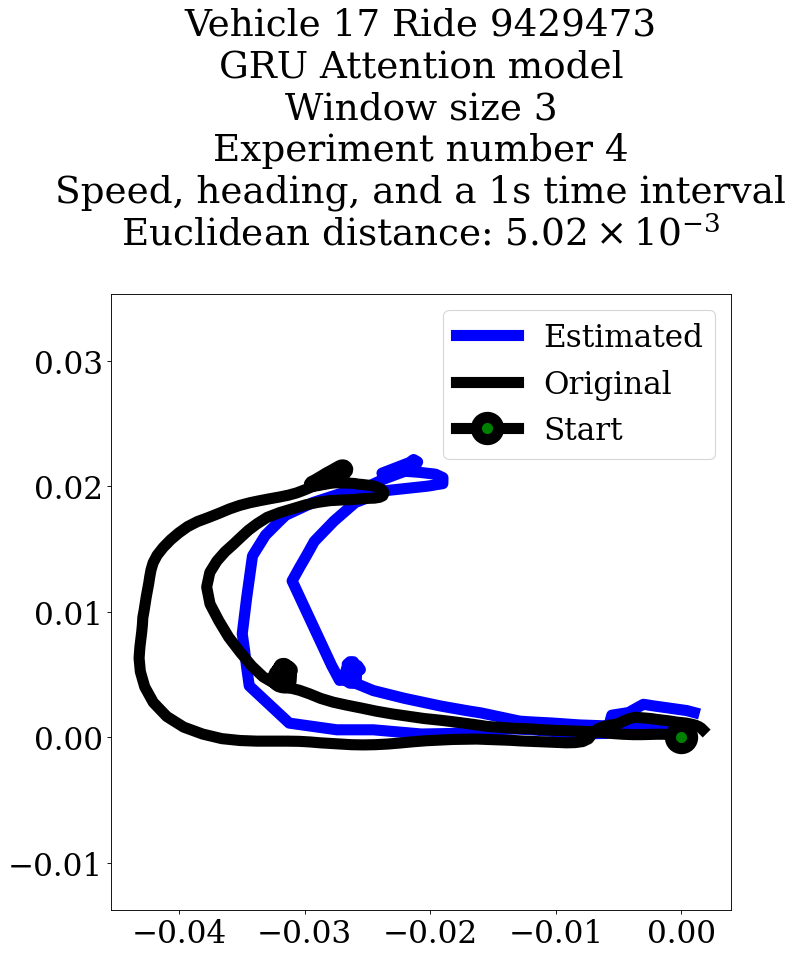 Vehicle 17 Ride 9429473
GRU Attention model
Window size 3
Experiment number 4
Speed, heading, and a 1s time interval
Euclidean distance: 5.02 × 10⁻³
Estimated
Original
Start
0.03
0.02
0.01
0.00
−0.01
−0.04 −0.03 −0.02 −0.01 0.00